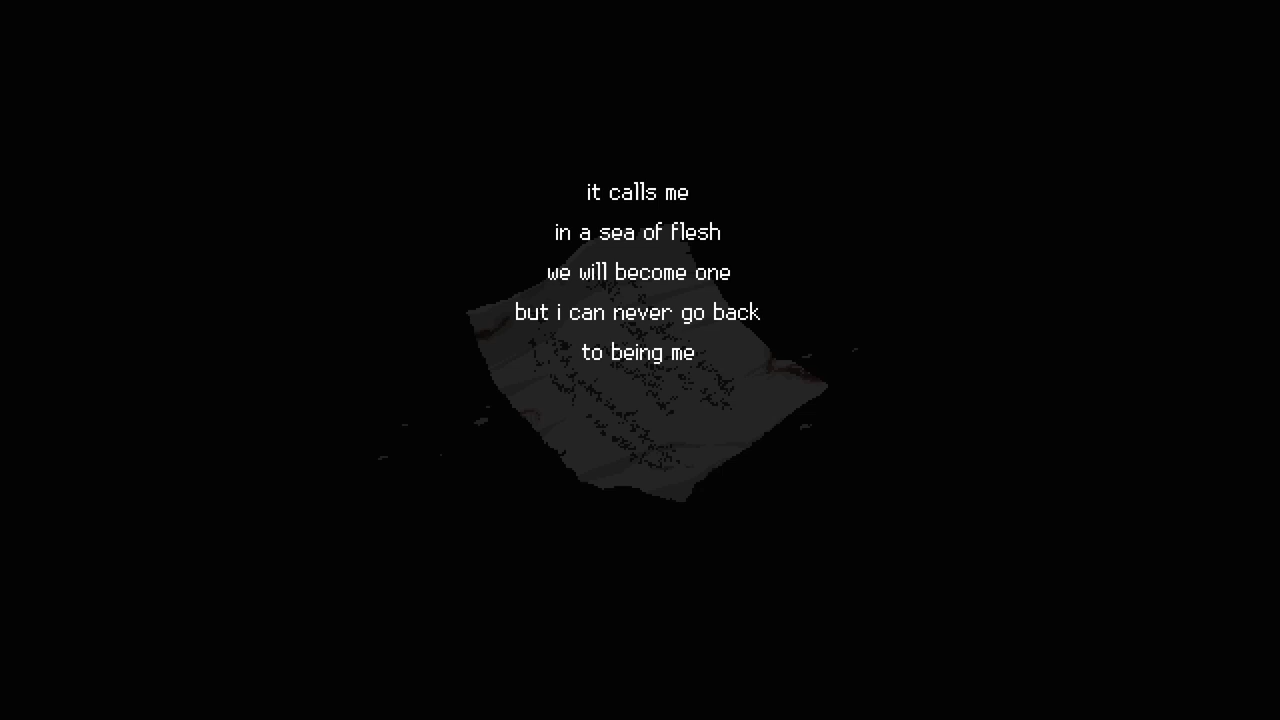 it calls me
in a sea of flesh
we will become one
but i can never go back
to being me